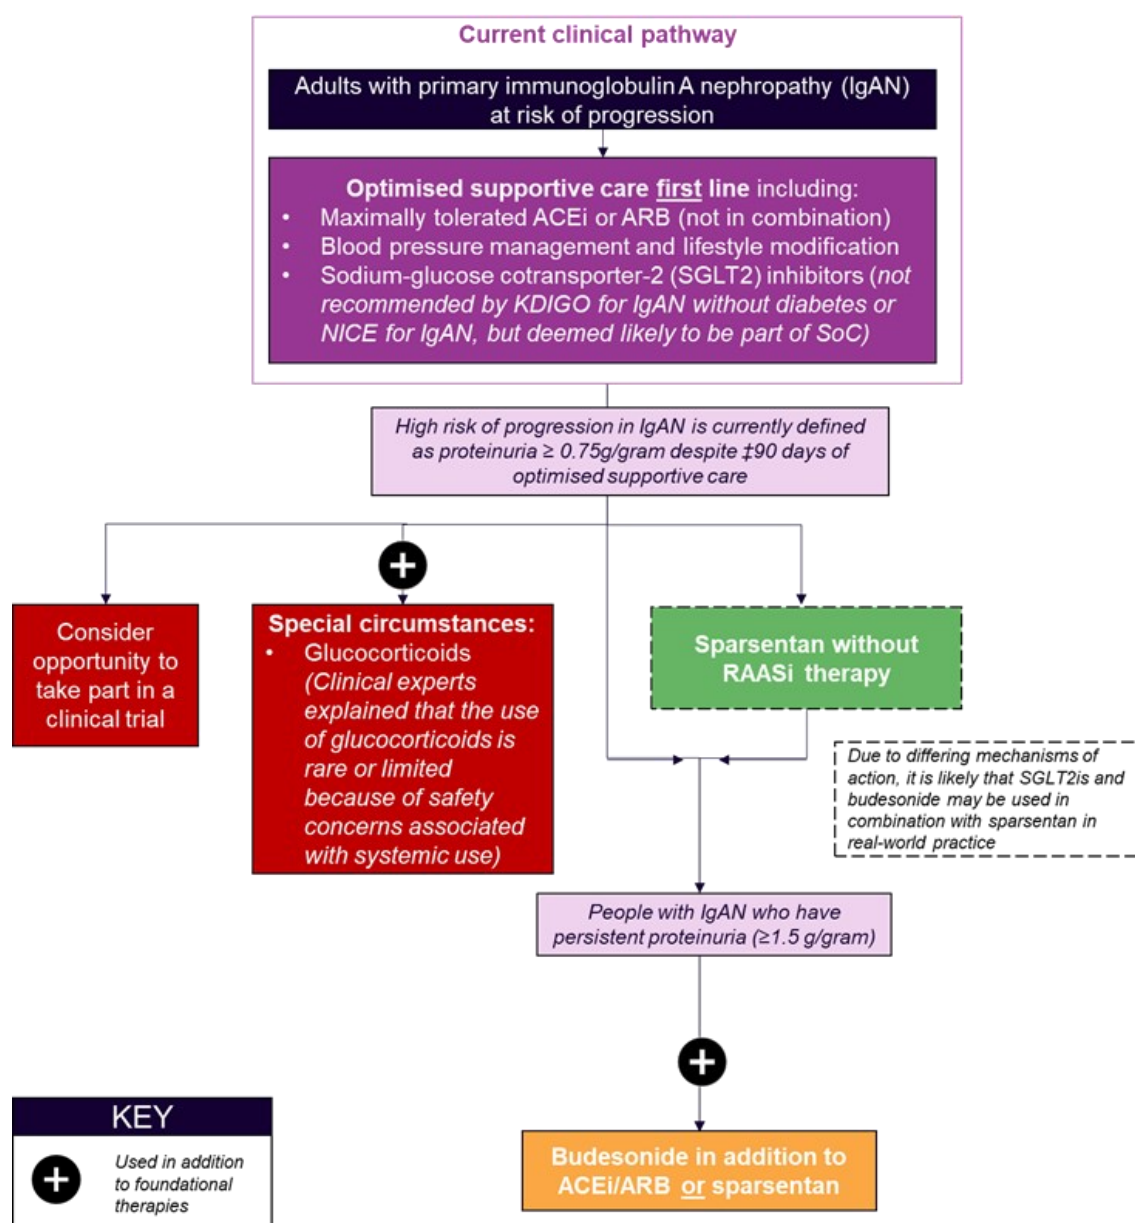 Current clinical pathway
Adults with primary immunoglobulin A nephropathy (IgAN)
at risk of progression
Optimised supportive care first line including:
• Maximally tolerated ACEi or ARB (not in combination)
• Blood pressure management and lifestyle modification
• Sodium-glucose cotransporter-2 (SGLT2) inhibitors (not
recommended by KDIGO for IgAN without diabetes or
NICE for IgAN, but deemed likely to be part of SoC)
High risk of progression in IgAN is currently defined
as proteinuria ≥ 0.75g/gram despite ‡90 days of
optimised supportive care
Consider
opportunity to
take part in a
clinical trial
Special circumstances:
• Glucocorticoids
(Clinical experts
explained that the
use of glucocorticoids is
rare or limited
because of safety
concerns associated
with systemic use)
Sparsentan without
RAASi therapy
Due to differing mechanisms of
action, it is likely that SGLT2is and
budesonide may be used in
combination with sparsentan in
real-world practice
People with IgAN who have
persistent proteinuria (≥1.5 g/gram)
Budesonide in addition to
ACEi/ARB or sparsentan
KEY
Used in addition
to foundational
therapies